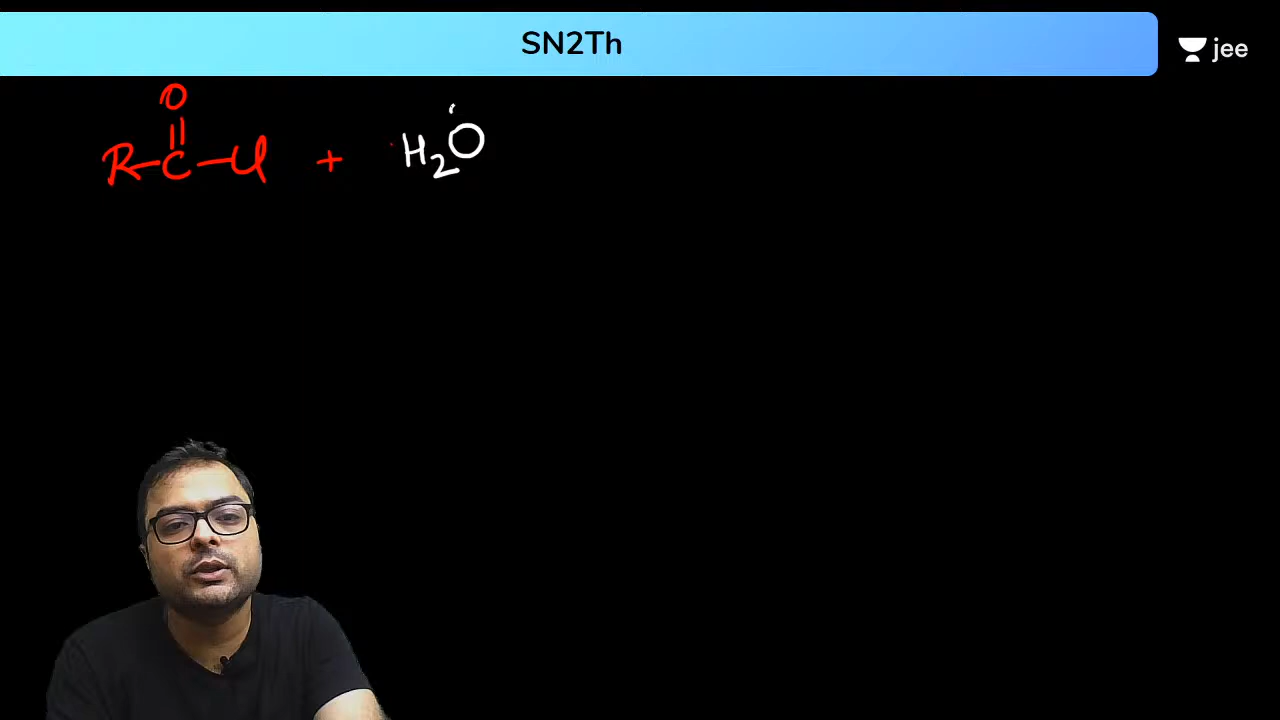 SN2Th
jee
O
||
R-C-Cl + H2O